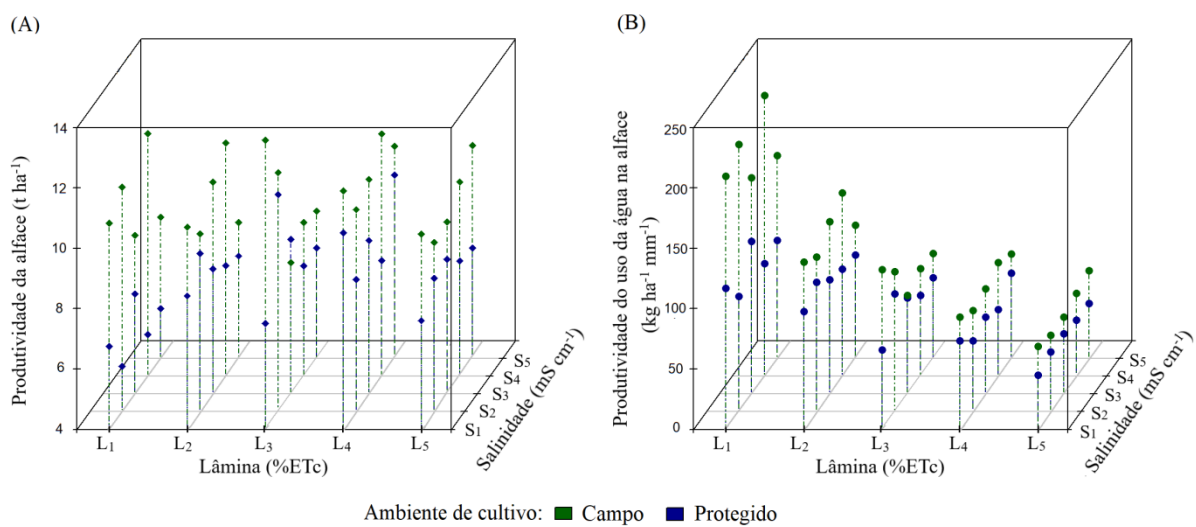 (A)
Produtividade da alface (t ha⁻¹)
14
12
10
8
6
4
L₁ L₂ L₃ L₄ L₅
Lâmina (%ETc)
S₅
S₄
S₃
S₂
S₁
Salinidade (mS cm⁻¹)
(B)
Produtividade do uso da água na alface
(kg ha⁻¹ mm⁻¹)
250
200
150
100
50
0
L₁ L₂ L₃ L₄ L₅
Lâmina (%ETc)
S₅
S₄
S₃
S₂
S₁
Salinidade (mS cm⁻¹)
Ambiente de cultivo: Campo Protegido